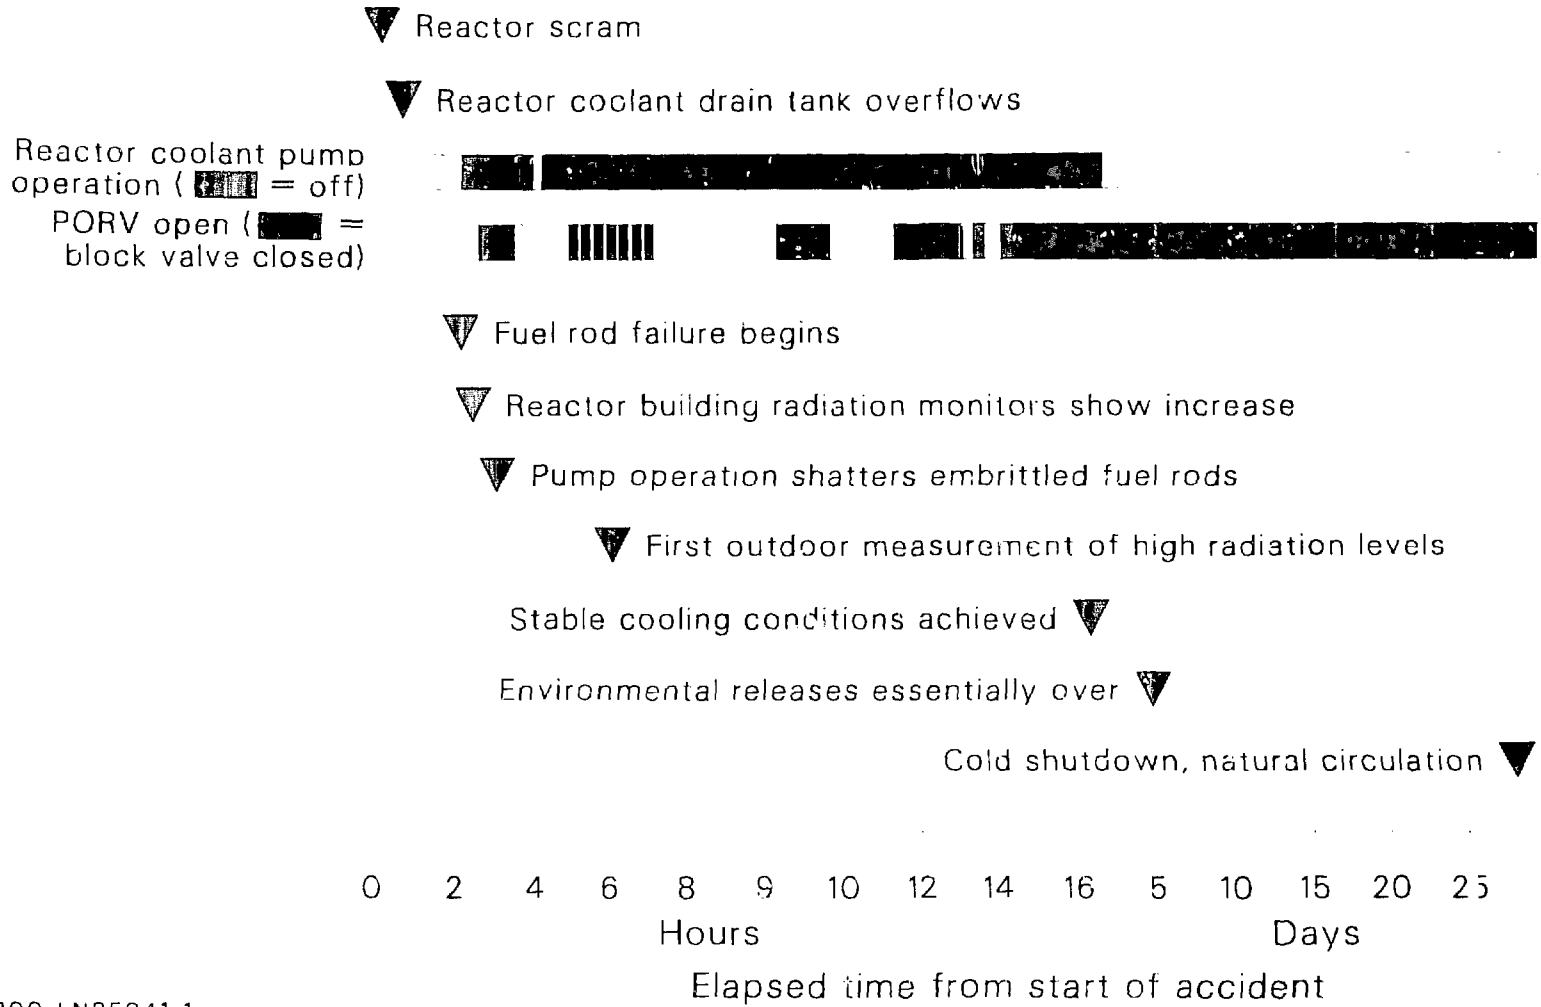 Reactor scram
Reactor coolant drain tank overflows
Reactor coolant pump
operation ( = off)
PORV open ( =
block valve closed)
Fuel rod failure begins
Reactor building radiation monitors show increase
Pump operation shatters embrittled fuel rods
First outdoor measurement of high radiation levels
Stable cooling conditions achieved
Environmental releases essentially over
Cold shutdown, natural circulation
0 2 4 6 8 9 10 12 14 16 5 10 15 20 25
Hours Days
Elapsed time from start of accident